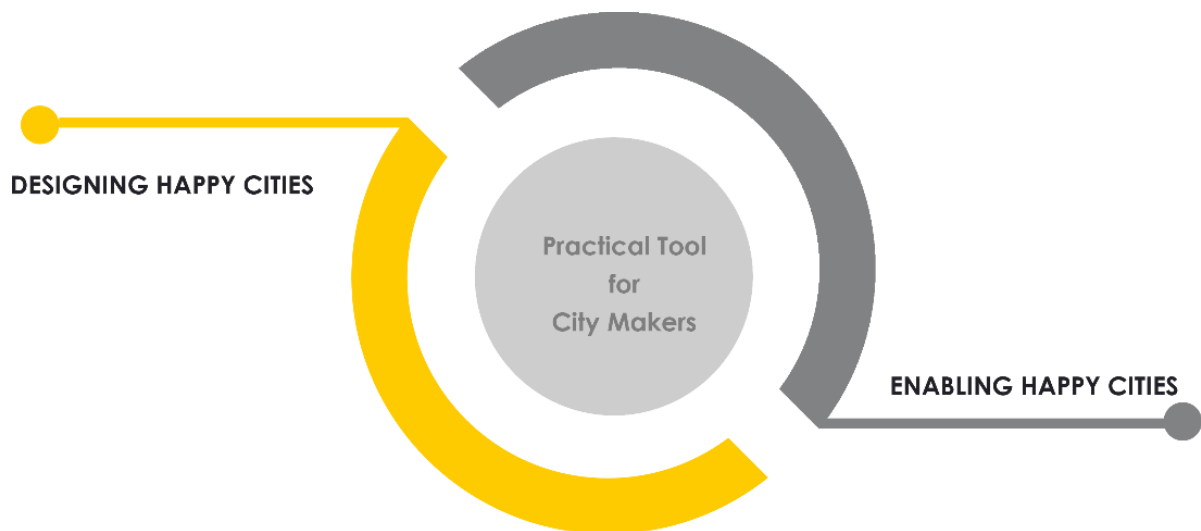 DESIGNING HAPPY CITIES
Practical Tool
for
City Makers
ENABLING HAPPY CITIES